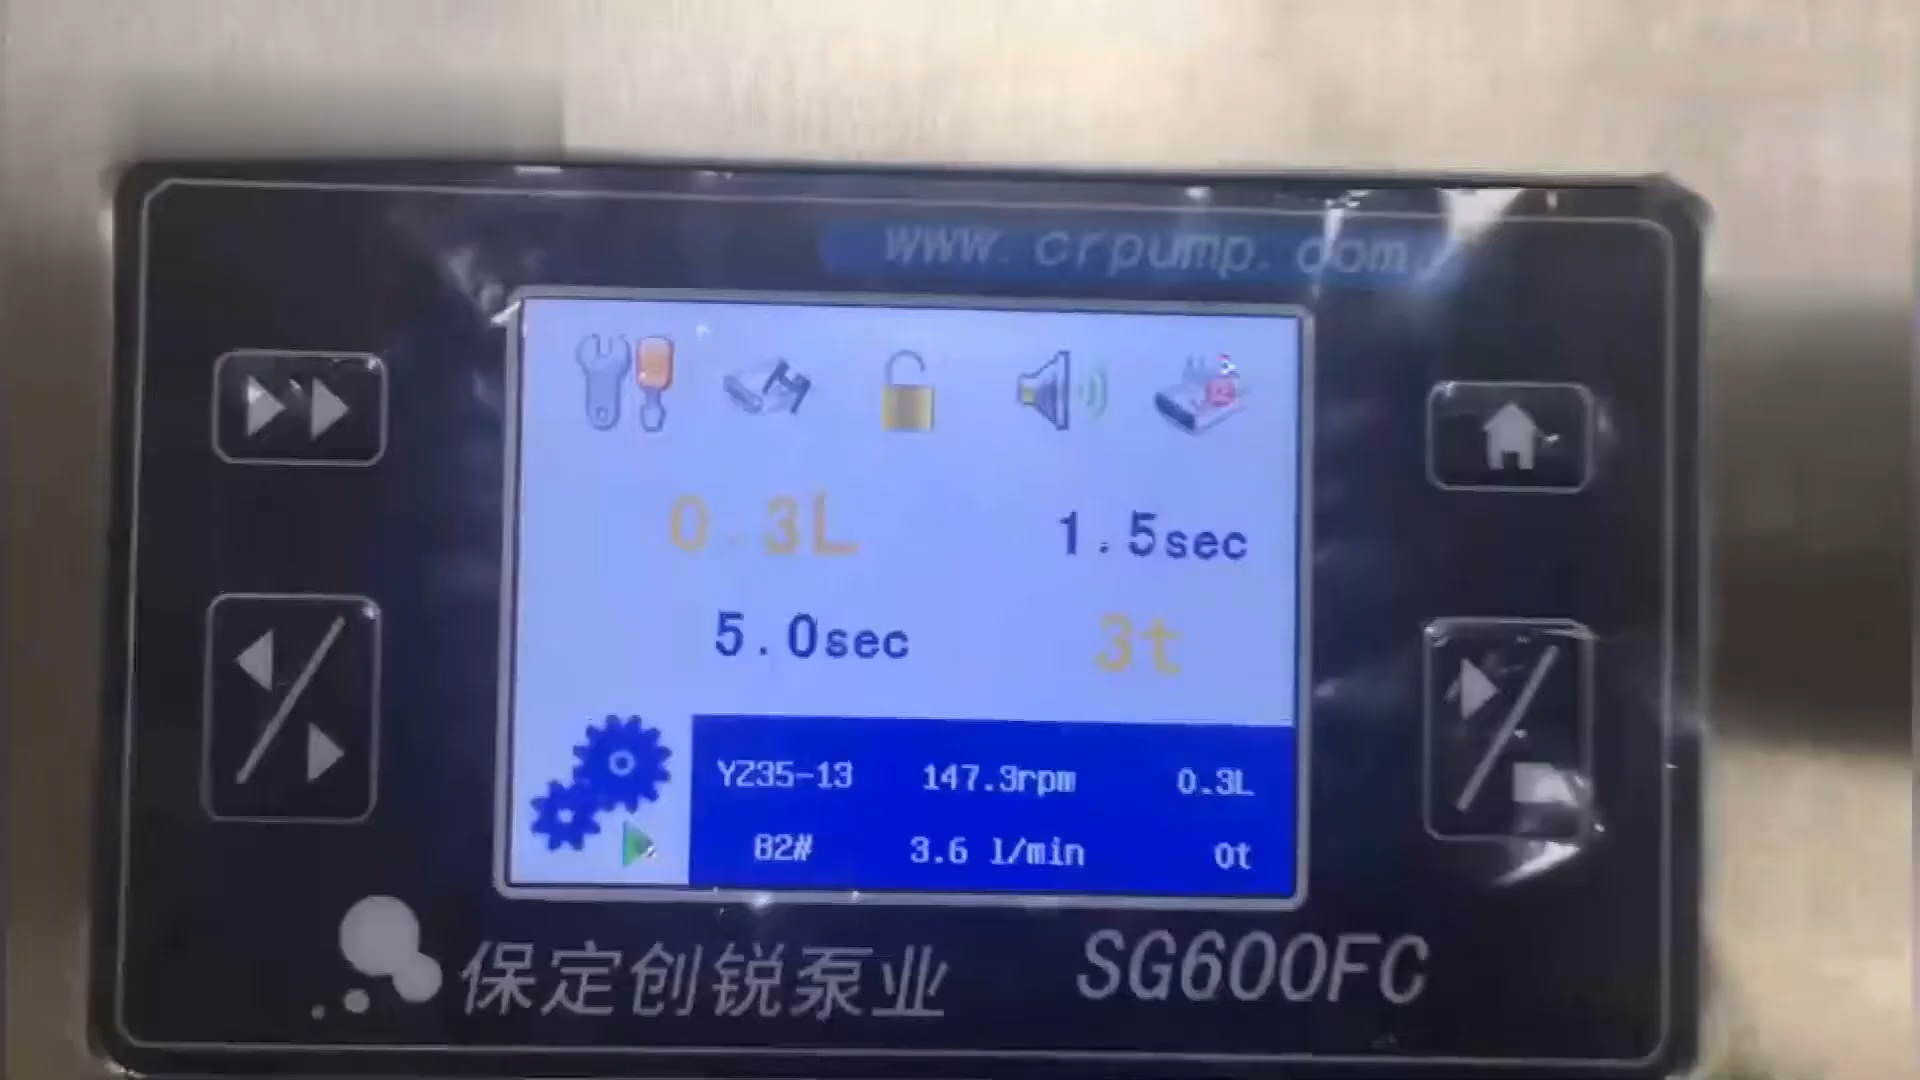 www.crpump.com
0.3L 1.5sec
5.0sec 3t
YZ35-13 147.3rpm 0.3L
82# 3.6 l/min 0t
保定创锐泵业 SG600FC